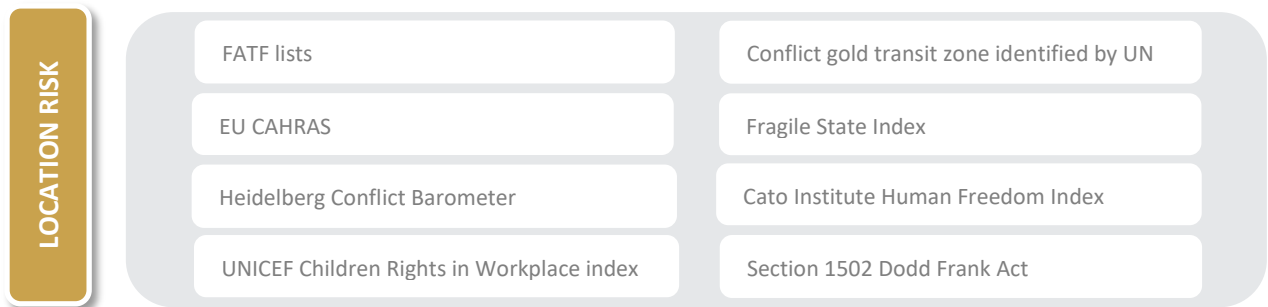 LOCATION RISK
FATF lists
Conflict gold transit zone identified by UN
EU CAHRAS
Fragile State Index
Heidelberg Conflict Barometer
Cato Institute Human Freedom Index
UNICEF Children Rights in Workplace index
Section 1502 Dodd Frank Act